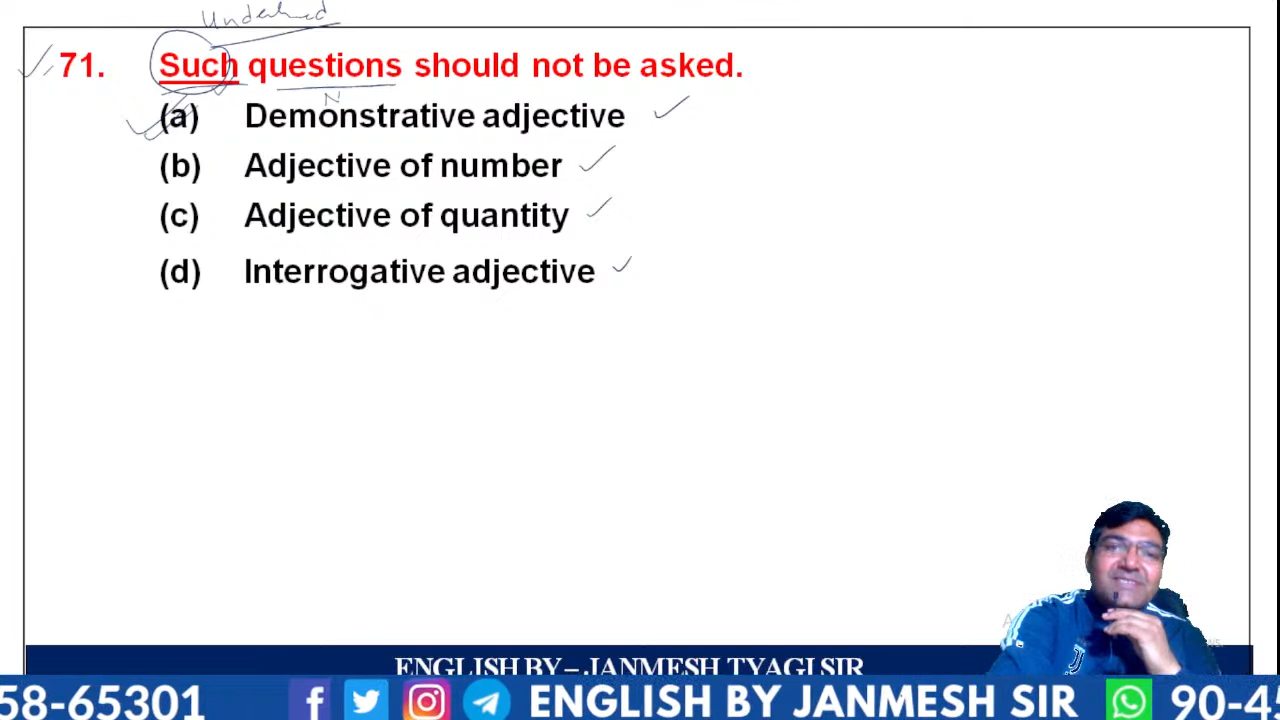 Underlined
71. Such questions should not be asked.
N
(a) Demonstrative adjective
(b) Adjective of number
(c) Adjective of quantity
(d) Interrogative adjective
ENGLISH BY – JANMESH TYAGI SIR
58-65301 ENGLISH BY JANMESH SIR 90-45